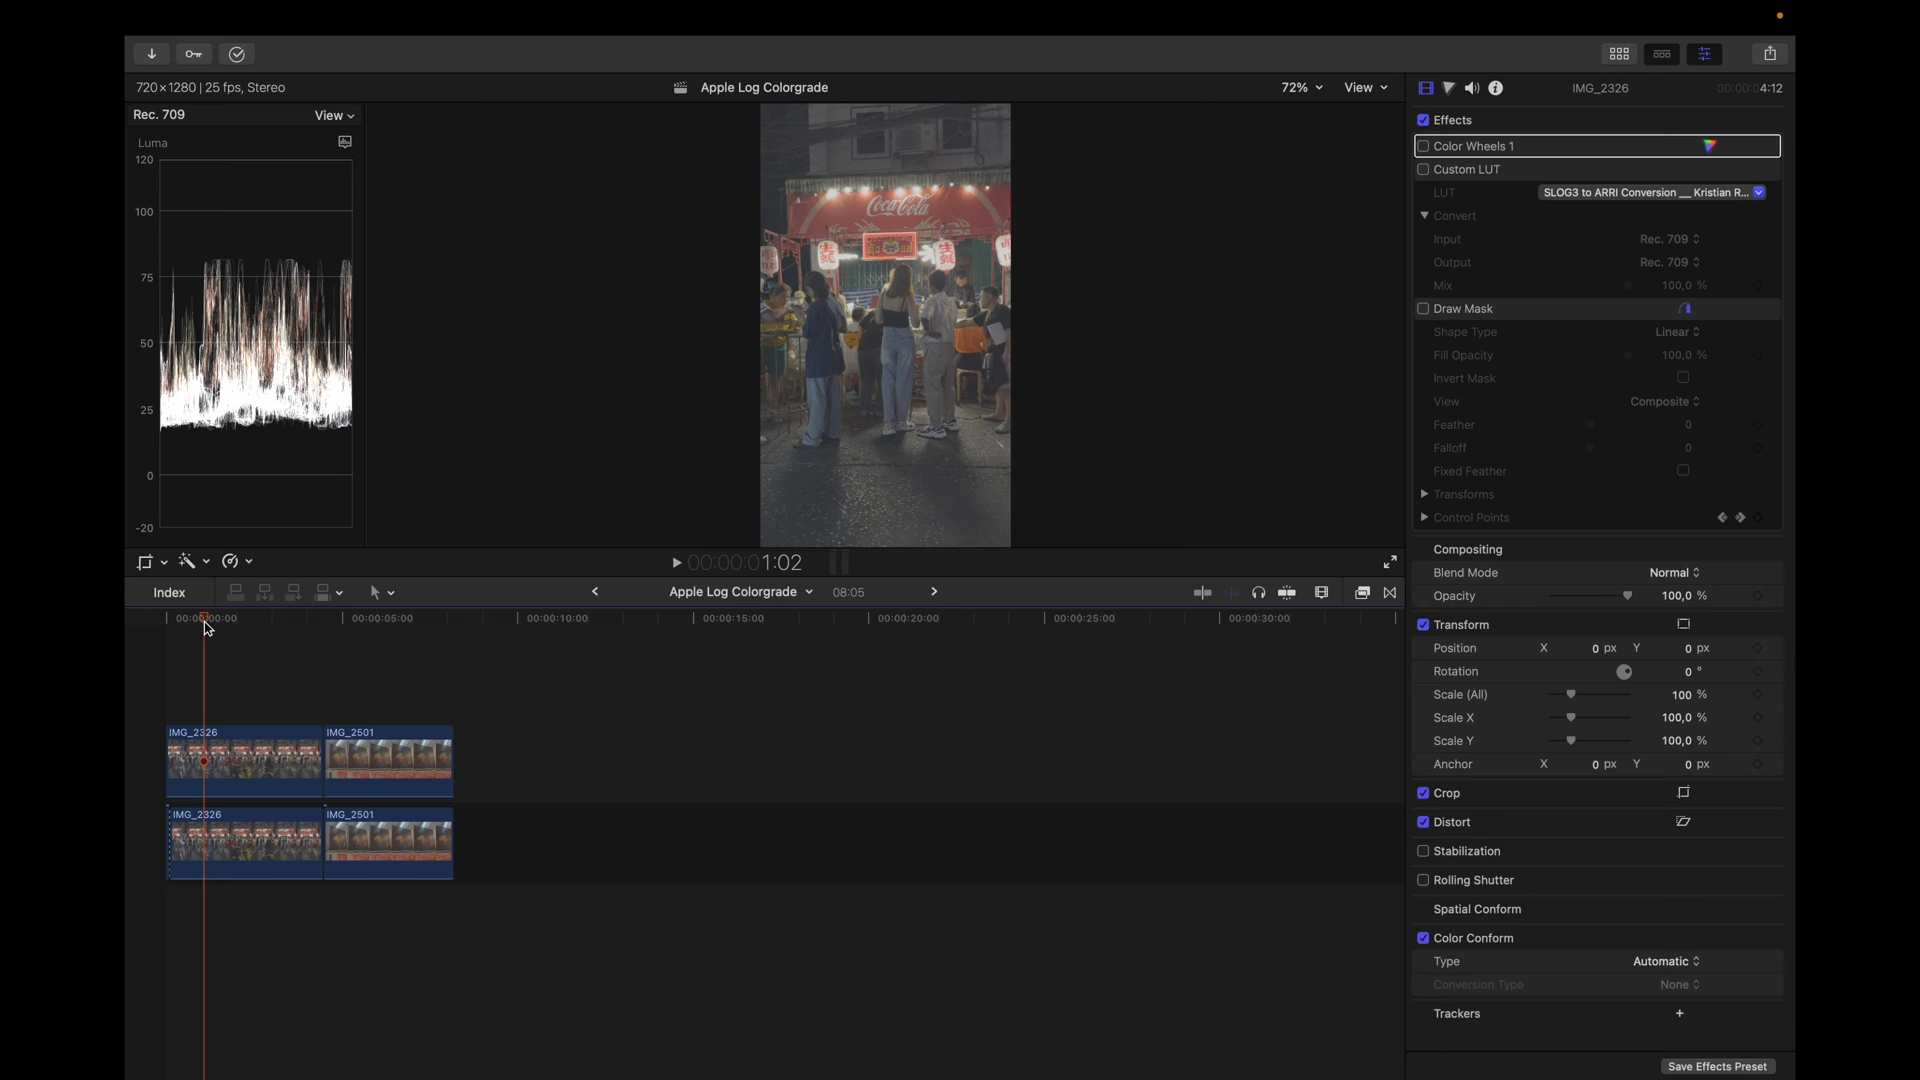 720×1280 | 25 fps, Stereo
Apple Log Colorgrade
72%
View
IMG_2326
00:00:04:12
Rec. 709
View
Luma
120
100
75
50
25
0
-20
Coca-Cola
Effects
Color Wheels 1
Custom LUT
LUT
SLOG3 to ARRI Conversion __ Kristian R...
Convert
Input
Rec. 709
Output
Rec. 709
Mix
100,0 %
Draw Mask
Shape Type
Linear
Fill Opacity
100,0 %
Invert Mask
View
Composite
Feather
0
Falloff
0
Fixed Feather
Transforms
Control Points
Compositing
Blend Mode
Normal
Opacity
100,0 %
Transform
Position
X
0 px
Y
0 px
Rotation
0 °
Scale (All)
100 %
Scale X
100,0 %
Scale Y
100,0 %
Anchor
X
0 px
Y
0 px
Crop
Distort
Stabilization
Rolling Shutter
Spatial Conform
Color Conform
Type
Automatic
Conversion Type
None
Trackers
Save Effects Preset
00:00:01:02
Index
Apple Log Colorgrade
08:05
00:00:00:00
00:00:05:00
00:00:10:00
00:00:15:00
00:00:20:00
00:00:25:00
00:00:30:00
IMG_2326
IMG_2501
IMG_2326
IMG_2501